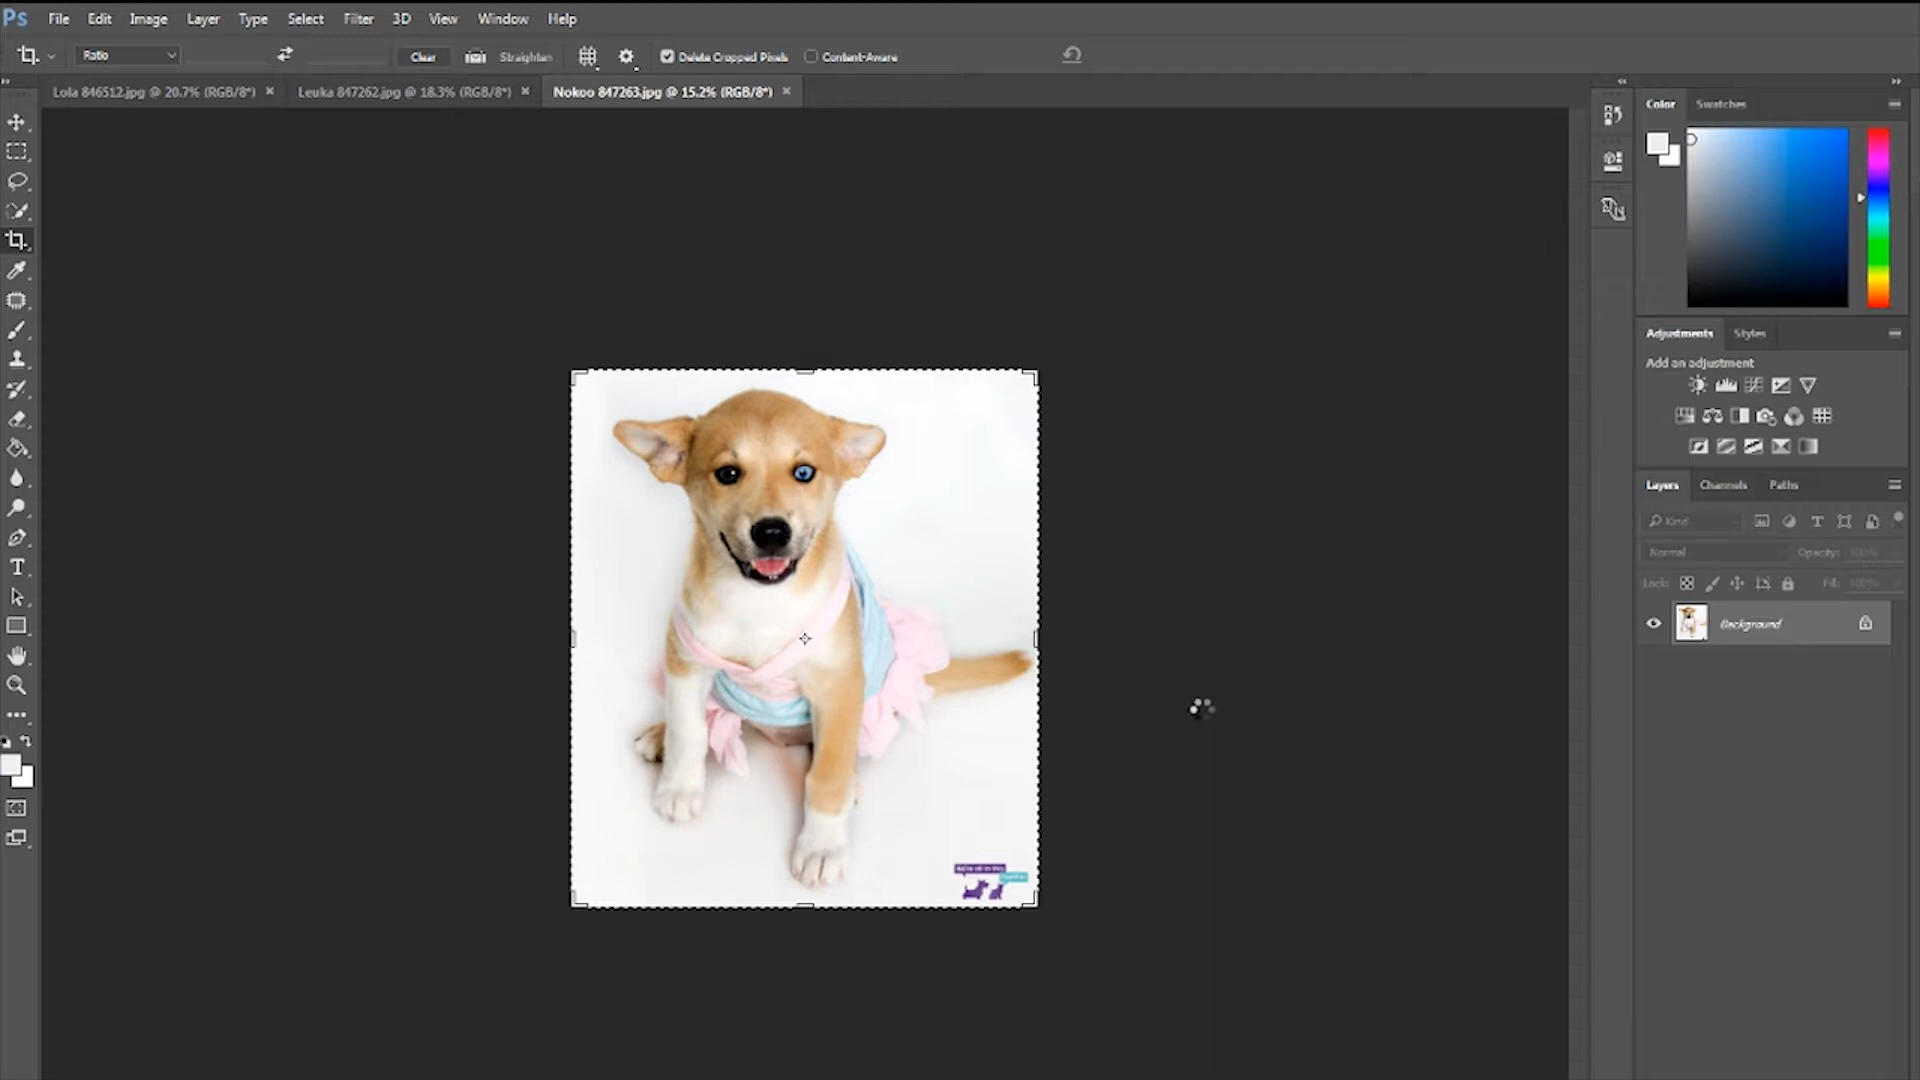 Ps File Edit Image Layer Type Select Filter 3D View Window Help
Ratio Clear Straighten Delete Cropped Pixels Content-Aware
Lola 846512.jpg @ 20.7% (RGB/8*) Leuka 847262.jpg @ 18.3% (RGB/8*) Nokoo 847263.jpg @ 15.2% (RGB/8*)
Color Swatches
Adjustments Styles
Add an adjustment
Layers Channels Paths
Kind
Normal Opacity: 100%
Lock: Fill: 100%
Background